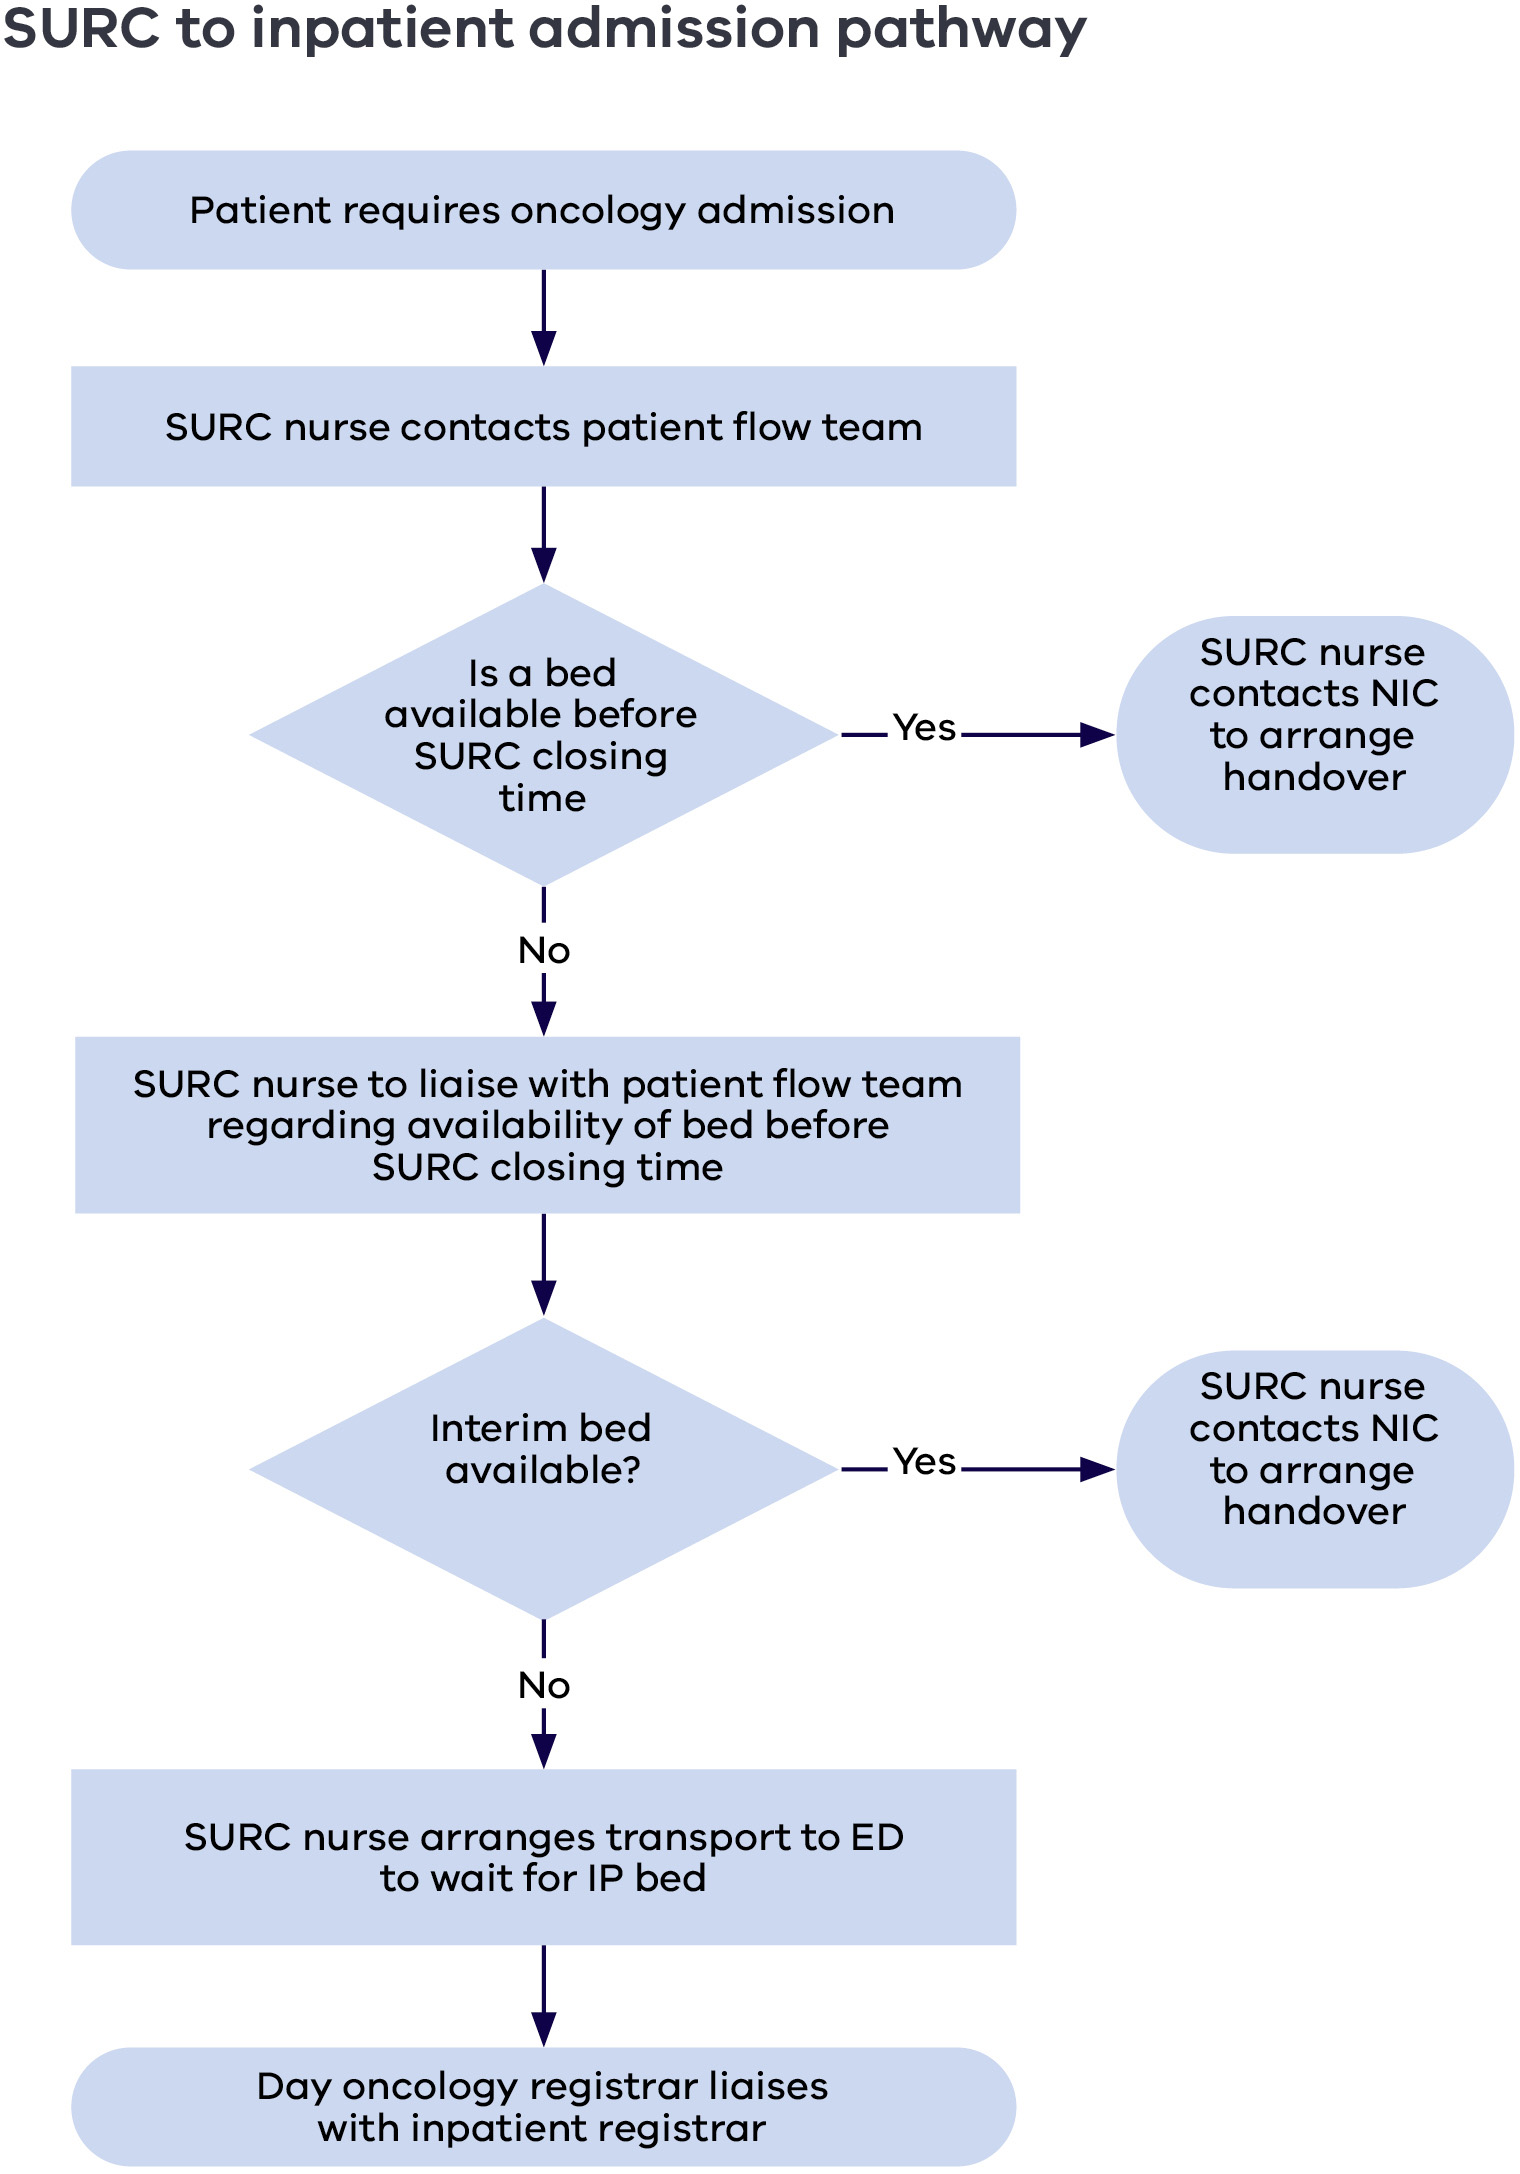 SURC to inpatient admission pathway
Patient requires oncology admission
SURC nurse contacts patient flow team
Is a bed
available before
SURC closing
time
Yes
SURC nurse
contacts NIC
to arrange
handover
No
SURC nurse to liaise with patient flow team
regarding availability of bed before
SURC closing time
Interim bed
available?
Yes
SURC nurse
contacts NIC
to arrange
handover
No
SURC nurse arranges transport to ED
to wait for IP bed
Day oncology registrar liaises
with inpatient registrar